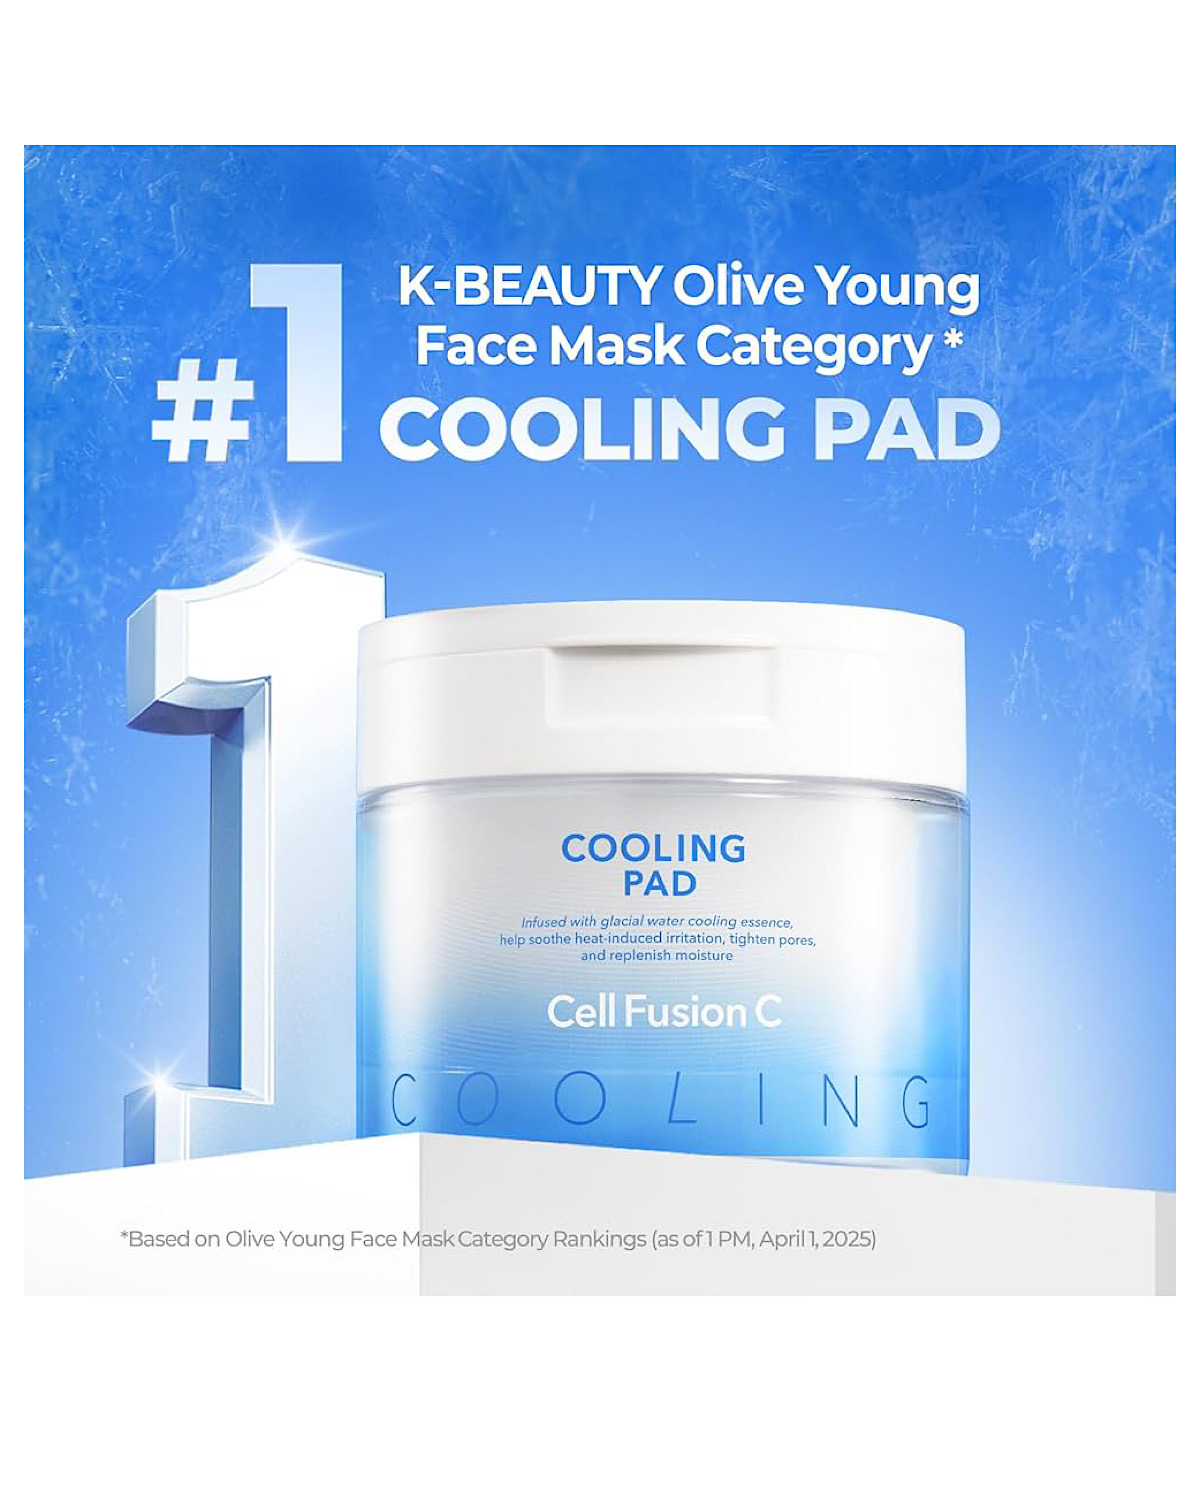 #1
K-BEAUTY Olive Young
Face Mask Category *
COOLING PAD
COOLING
PAD
Infused with glacial water cooling essence,
help soothe heat-induced irritation, tighten pores,
and replenish moisture
Cell Fusion C
COOLING
*Based on Olive Young Face Mask Category Rankings (as of 1 PM, April 1, 2025)